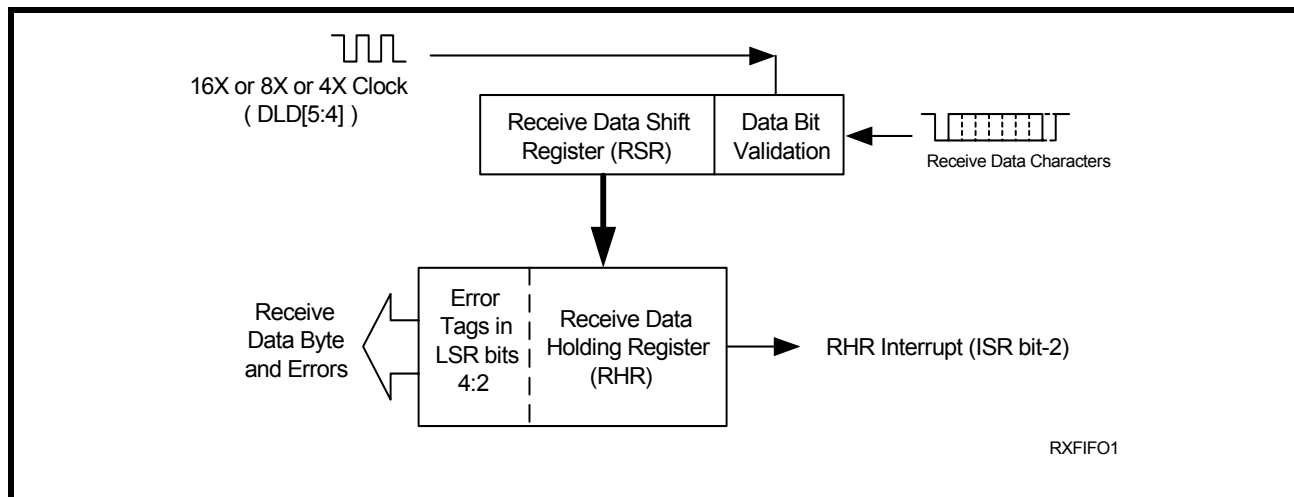 16X or 8X or 4X Clock
( DLD[5:4] )
Receive Data Shift
Register (RSR)
Data Bit
Validation
Receive Data Characters
Receive
Data Byte
and Errors
Error
Tags in
LSR bits
4:2
Receive Data
Holding Register
(RHR)
RHR Interrupt (ISR bit-2)
RXFIFO1